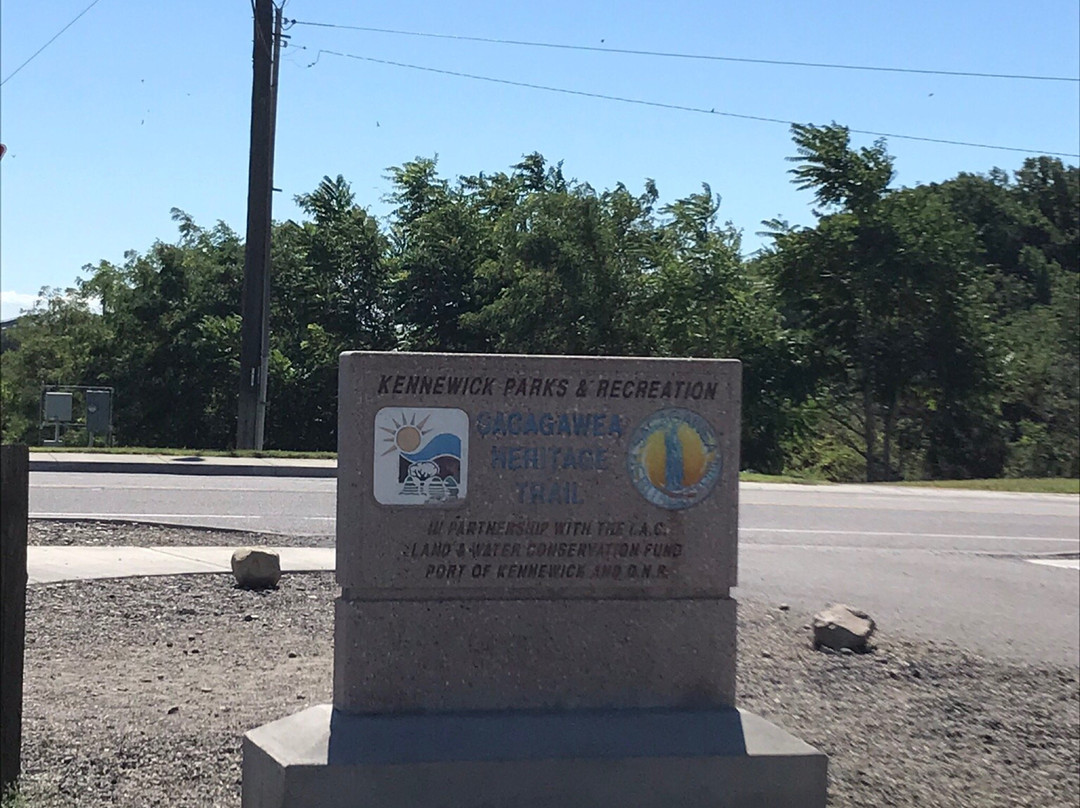 KENNEWICK PARKS & RECREATION
SACAGAWEA
HERITAGE
TRAIL
IN PARTNERSHIP WITH THE I.A.C.
LAND & WATER CONSERVATION FUND
PORT OF KENNEWICK AND D.N.R.